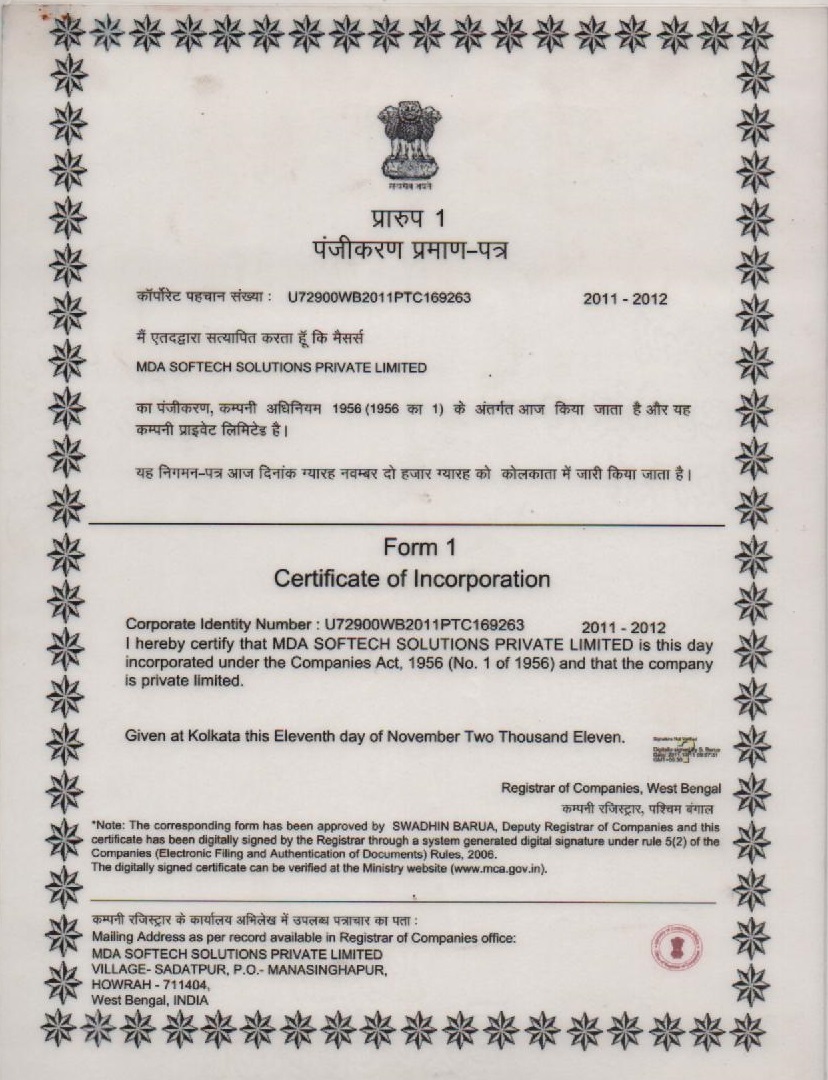 सत्यमेव जयते
प्रारुप 1
पंजीकरण प्रमाण-पत्र
कॉर्पोरेट पहचान संख्या : U72900WB2011PTC169263 2011 - 2012
मैं एतदद्वारा सत्यापित करता हूँ कि मैसर्स
MDA SOFTECH SOLUTIONS PRIVATE LIMITED
का पंजीकरण, कम्पनी अधिनियम 1956 (1956 का 1) के अंतर्गत आज किया जाता है और यह
कम्पनी प्राइवेट लिमिटेड है।
यह निगमन-पत्र आज दिनांक ग्यारह नवम्बर दो हजार ग्यारह को कोलकाता में जारी किया जाता है।
Form 1
Certificate of Incorporation
Corporate Identity Number : U72900WB2011PTC169263 2011 - 2012
I hereby certify that MDA SOFTECH SOLUTIONS PRIVATE LIMITED is this day
incorporated under the Companies Act, 1956 (No. 1 of 1956) and that the company
is private limited.
Given at Kolkata this Eleventh day of November Two Thousand Eleven.
Registrar of Companies, West Bengal
कम्पनी रजिस्ट्रार, पश्चिम बंगाल
*Note: The corresponding form has been approved by SWADHIN BARUA, Deputy Registrar of Companies and this
certificate has been digitally signed by the Registrar through a system generated digital signature under rule 5(2) of the
Companies (Electronic Filing and Authentication of Documents) Rules, 2006.
The digitally signed certificate can be verified at the Ministry website (www.mca.gov.in).
कम्पनी रजिस्ट्रार के कार्यालय अभिलेख में उपलब्ध पत्राचार का पता :
Mailing Address as per record available in Registrar of Companies office:
MDA SOFTECH SOLUTIONS PRIVATE LIMITED
VILLAGE- SADATPUR, P.O.- MANASINGHAPUR,
HOWRAH - 711404,
West Bengal, INDIA